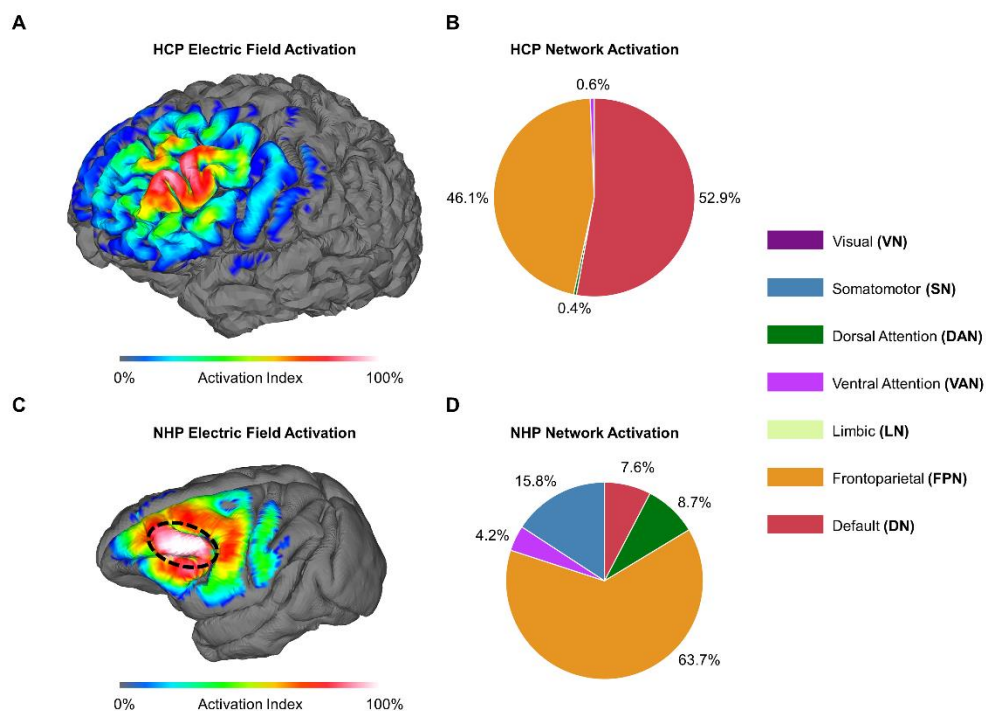 A
HCP Electric Field Activation
0%
Activation Index
100%
B
HCP Network Activation
0.6%
46.1%
52.9%
0.4%
Visual (VN)
Somatomotor (SN)
Dorsal Attention (DAN)
Ventral Attention (VAN)
Limbic (LN)
Frontoparietal (FPN)
Default (DN)
C
NHP Electric Field Activation
0%
Activation Index
100%
D
NHP Network Activation
15.8%
7.6%
8.7%
4.2%
63.7%